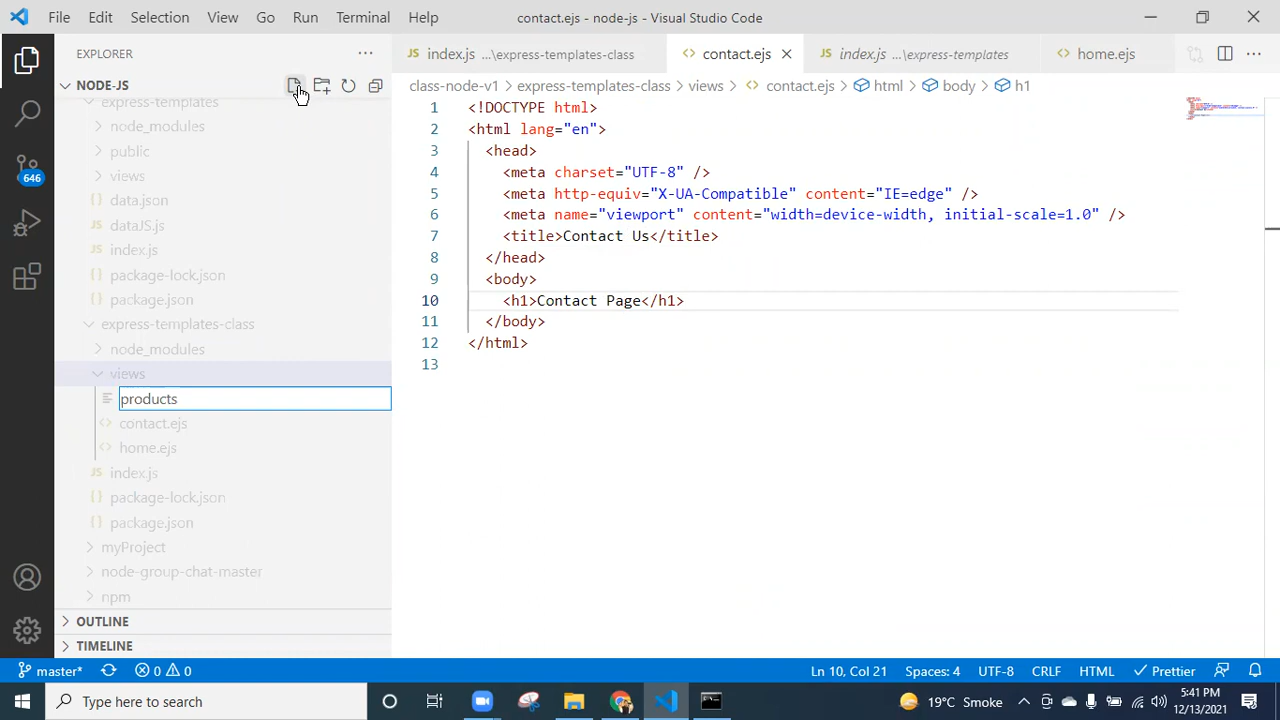 File Edit Selection View Go Run Terminal Help
contact.ejs - node-js - Visual Studio Code
EXPLORER
NODE-JS
express-templates
node_modules
public
views
data.json
dataJS.js
index.js
package-lock.json
package.json
express-templates-class
node_modules
views
products
contact.ejs
home.ejs
index.js
package-lock.json
package.json
myProject
node-group-chat-master
npm
OUTLINE
TIMELINE
646
index.js ...\express-templates-class
contact.ejs
index.js ...\express-templates
home.ejs
class-node-v1 > express-templates-class > views > contact.ejs > html > body > h1
1 <!DOCTYPE html>
2 <html lang="en">
3 <head>
4 <meta charset="UTF-8" />
5 <meta http-equiv="X-UA-Compatible" content="IE=edge" />
6 <meta name="viewport" content="width=device-width, initial-scale=1.0" />
7 <title>Contact Us</title>
8 </head>
9 <body>
10 <h1>Contact Page</h1>
11 </body>
12 </html>
13
master* 0 0 Ln 10, Col 21 Spaces: 4 UTF-8 CRLF HTML Prettier
Type here to search
19°C Smoke
5:41 PM
12/13/2021